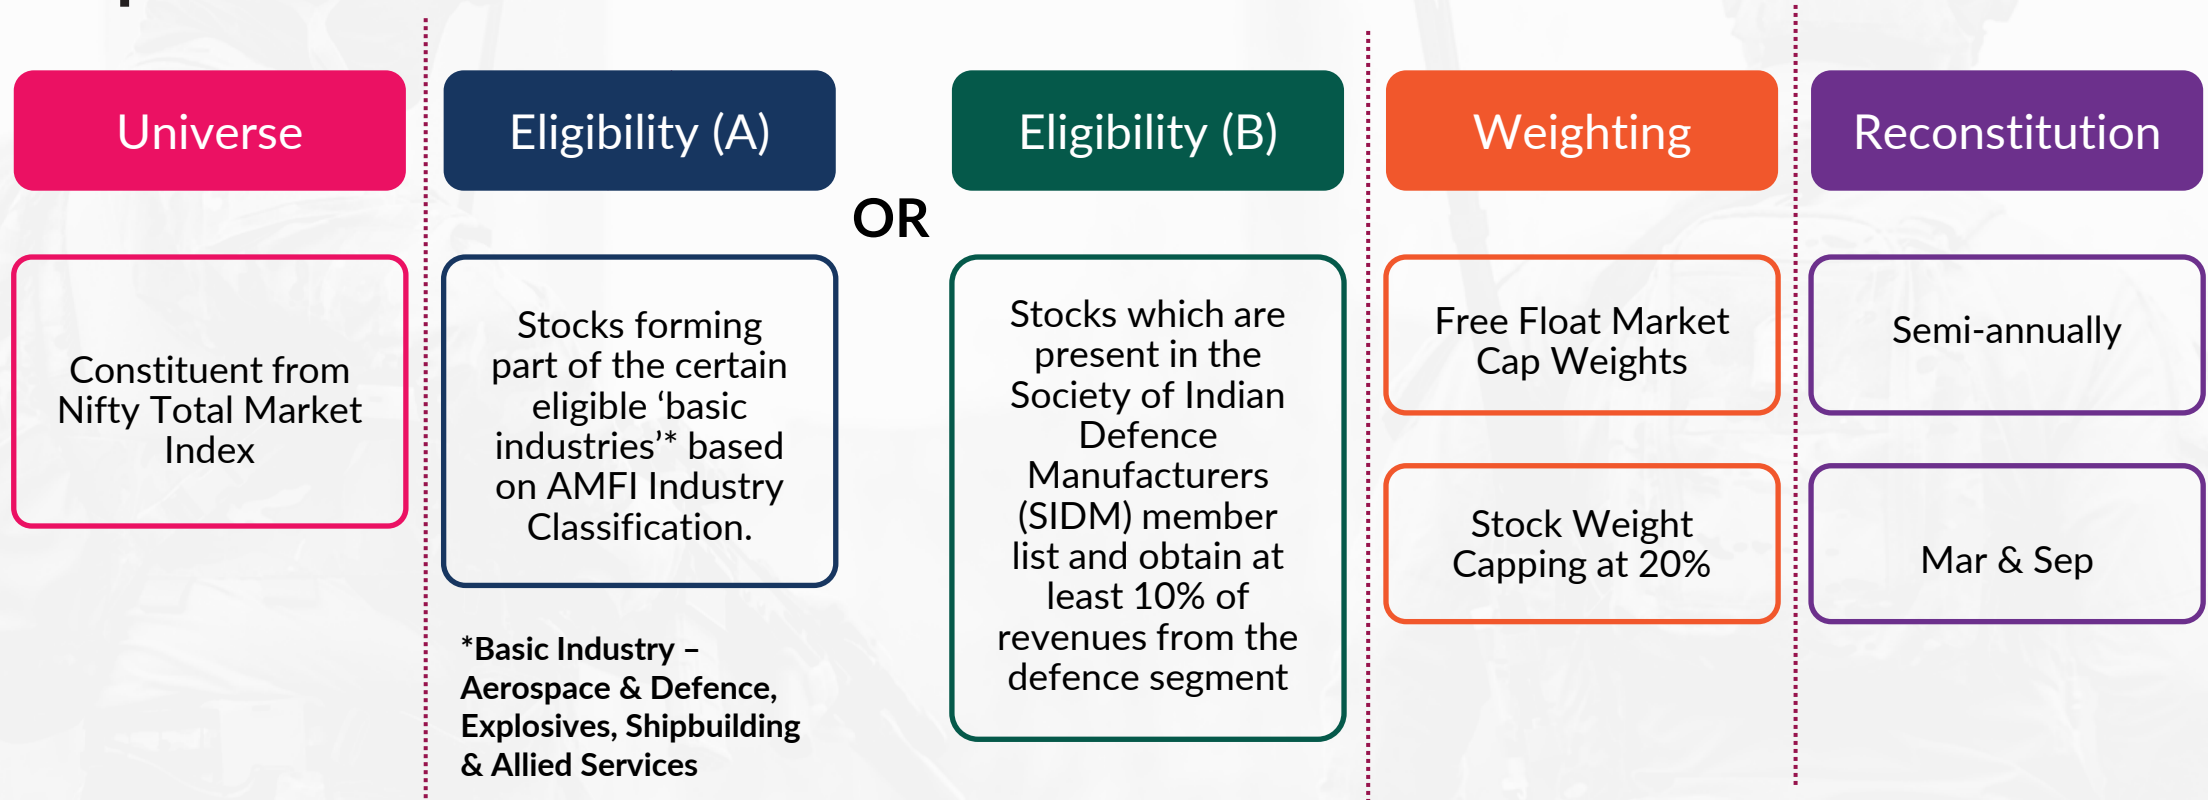 Universe
Constituent from
Nifty Total Market
Index
Eligibility (A)
Stocks forming
part of the certain
eligible ‘basic
industries’* based
on AMFI Industry
Classification.
*Basic Industry –
Aerospace & Defence,
Explosives, Shipbuilding
& Allied Services
OR
Eligibility (B)
Stocks which are
present in the
Society of Indian
Defence
Manufacturers
(SIDM) member
list and obtain at
least 10% of
revenues from the
defence segment
Weighting
Free Float Market
Cap Weights
Stock Weight
Capping at 20%
Reconstitution
Semi-annually
Mar & Sep